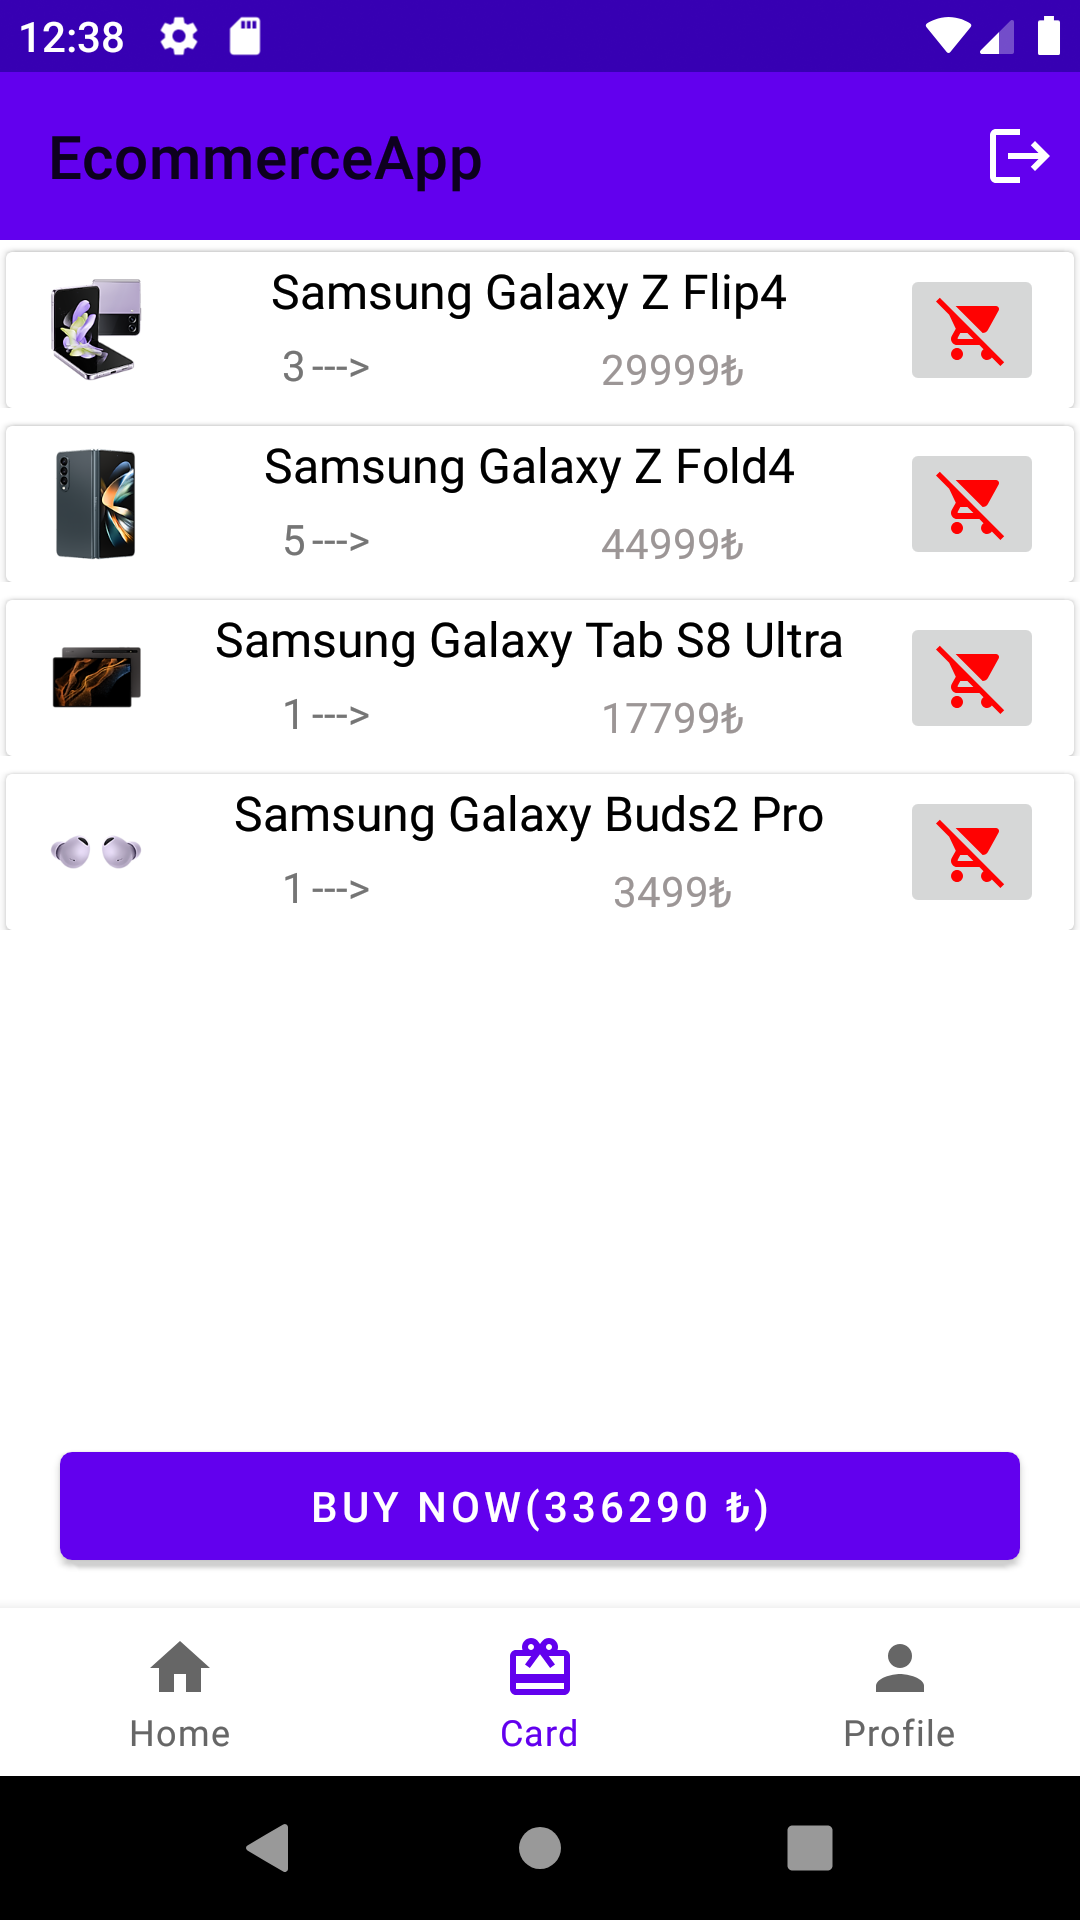 12:38
EcommerceApp
Samsung Galaxy Z Flip4
3 ---> 29999₺
Samsung Galaxy Z Fold4
5 ---> 44999₺
Samsung Galaxy Tab S8 Ultra
1 ---> 17799₺
Samsung Galaxy Buds2 Pro
1 ---> 3499₺
BUY NOW(336290 ₺)
Home Card Profile